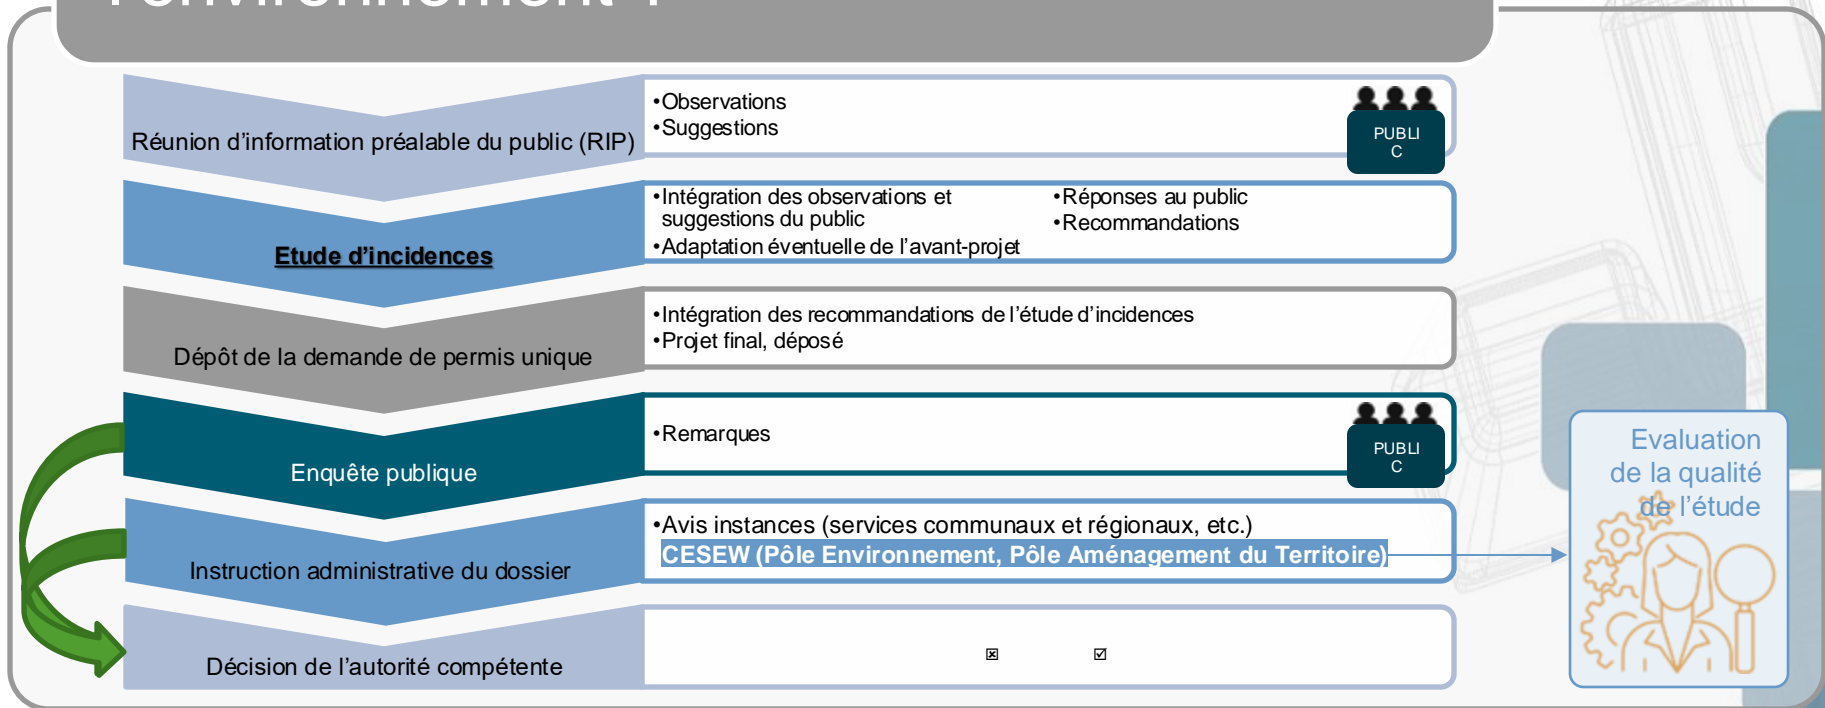 Réunion d'information préalable du public (RIP)
•Observations
•Suggestions
PUBLI
C
Etude d'incidences
•Intégration des observations et
suggestions du public
•Adaptation éventuelle de l'avant-projet
•Réponses au public
•Recommandations
Dépôt de la demande de permis unique
•Intégration des recommandations de l'étude d'incidences
•Projet final, déposé
Enquête publique
•Remarques
PUBLI
C
Instruction administrative du dossier
•Avis instances (services communaux et régionaux, etc.)
CESEW (Pôle Environnement, Pôle Aménagement du Territoire)
Evaluation
de la qualité
de l'étude
Décision de l'autorité compétente
☒ ☑